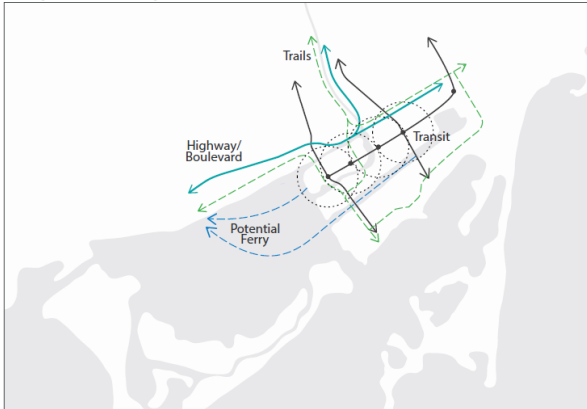 Trails
Highway/
Boulevard
Transit
Potential
Ferry